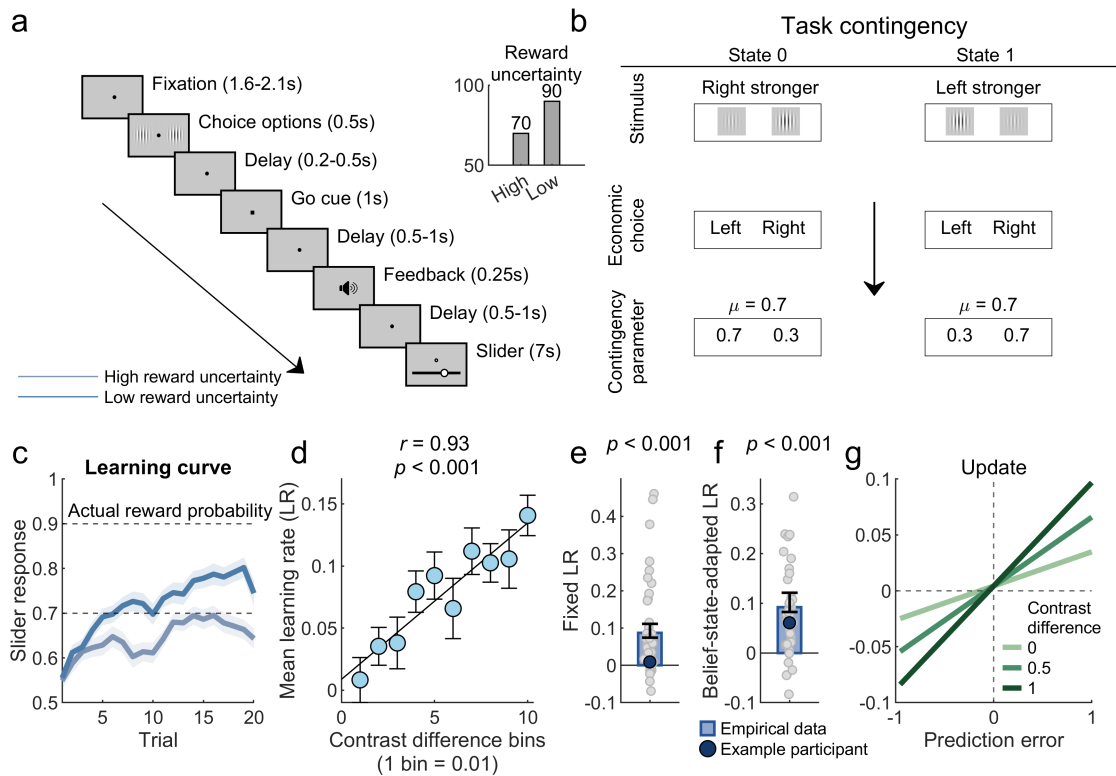 a
Fixation (1.6-2.1s)
Choice options (0.5s)
Delay (0.2-0.5s)
Go cue (1s)
Delay (0.5-1s)
Feedback (0.25s)
Delay (0.5-1s)
Slider (7s)
High reward uncertainty
Low reward uncertainty
Reward
uncertainty
100
50
70
90
High
Low
b
Task contingency
State 0
State 1
Stimulus
Right stronger
Left stronger
Economic
choice
Left Right
Left Right
Contingency
parameter
μ = 0.7
0.7 0.3
μ = 0.7
0.3 0.7
c
Learning curve
Actual reward probability
Slider response
1
0.9
0.8
0.7
0.6
0.5
5 10 15 20
Trial
d
r = 0.93
p < 0.001
Mean learning rate (LR)
0.15
0.1
0.05
0
0 5 10
Contrast difference bins
(1 bin = 0.01)
e
p < 0.001
Fixed LR
0.4
0.3
0.2
0.1
0
-0.1
f
p < 0.001
Belief-state-adapted LR
0.3
0.2
0.1
0
-0.1
Empirical data
Example participant
g
Update
0.1
0.05
0
-0.05
-0.1
-1 0 1
Prediction error
Contrast
difference
0
0.5
1